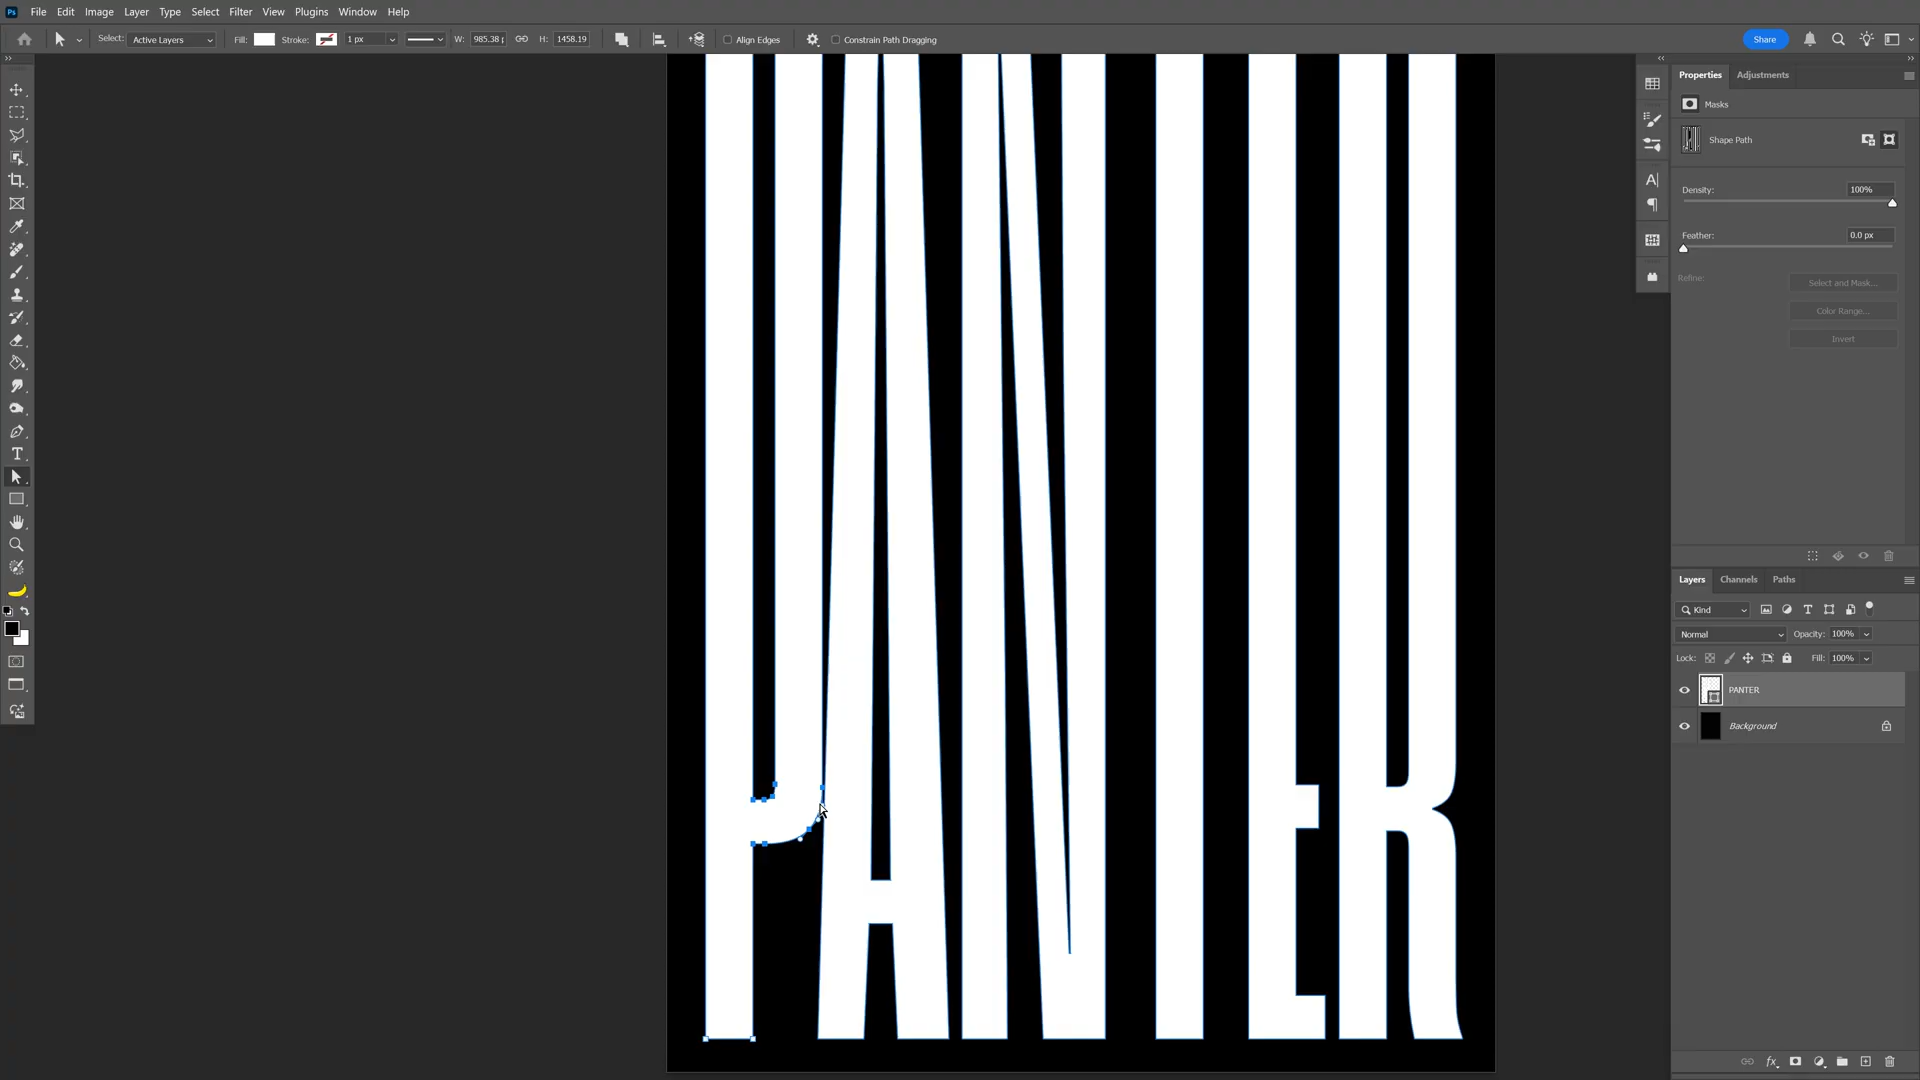 Ps File Edit Image Layer Type Select Filter View Plugins Window Help
Select: Active Layers Fill: Stroke: 1 px W: 985.38 p H: 1458.19 Align Edges Constrain Path Dragging Share
Properties Adjustments
Masks
Shape Path
Density: 100%
Feather: 0.0 px
Refine: Select and Mask...
Color Range...
Invert
Layers Channels Paths
Kind
Normal Opacity: 100%
Lock: Fill: 100%
PANTER
Background
fx
PANTER